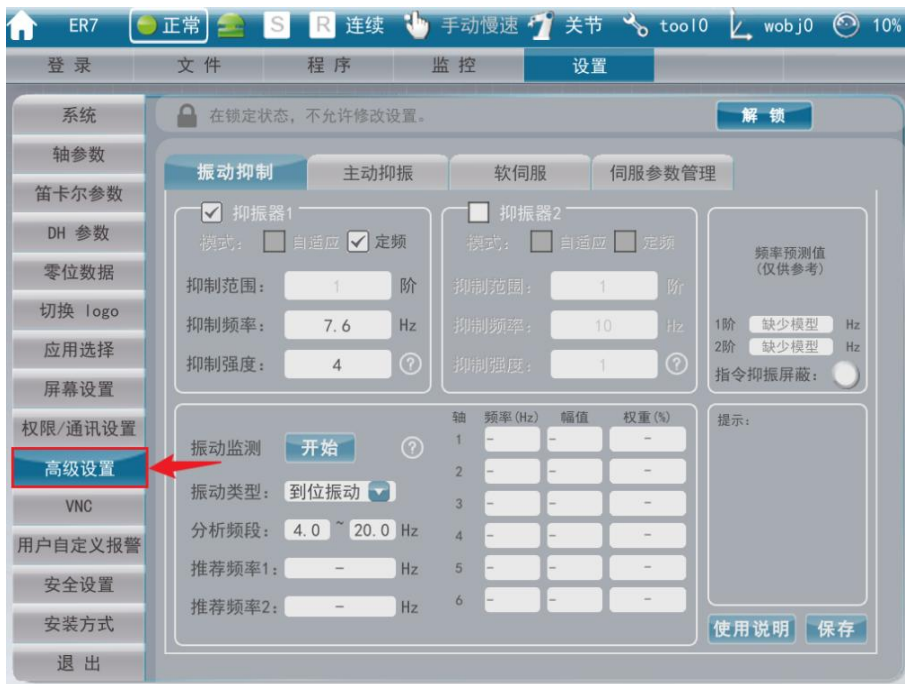 ER7 正常 S R 连续 手动慢速 关节 tool0 wobj0 10%
登录 文件 程序 监控 设置
系统
轴参数
笛卡尔参数
DH 参数
零位数据
切换 logo
应用选择
屏幕设置
权限/通讯设置
高级设置
VNC
用户自定义报警
安全设置
安装方式
退出
在锁定状态，不允许修改设置。 解锁
振动抑制 主动抑振 软伺服 伺服参数管理
抑振器1
模式： 自适应 定频
抑制范围： 1 阶
抑制频率： 7.6 Hz
抑制强度： 4 ?
抑振器2
模式： 自适应 定频
抑制范围： 1 阶
抑制频率： 10 Hz
抑制强度： 1 ?
频率预测值
(仅供参考)
1阶 缺少模型 Hz
2阶 缺少模型 Hz
指令抑振屏蔽：
振动监测 开始 ?
振动类型： 到位振动
分析频段： 4.0 ~ 20.0 Hz
推荐频率1： - Hz
推荐频率2： - Hz
轴 频率(Hz) 幅值 权重(%)
1 - - -
2 - - -
3 - - -
4 - - -
5 - - -
6 - - -
提示：
使用说明 保存